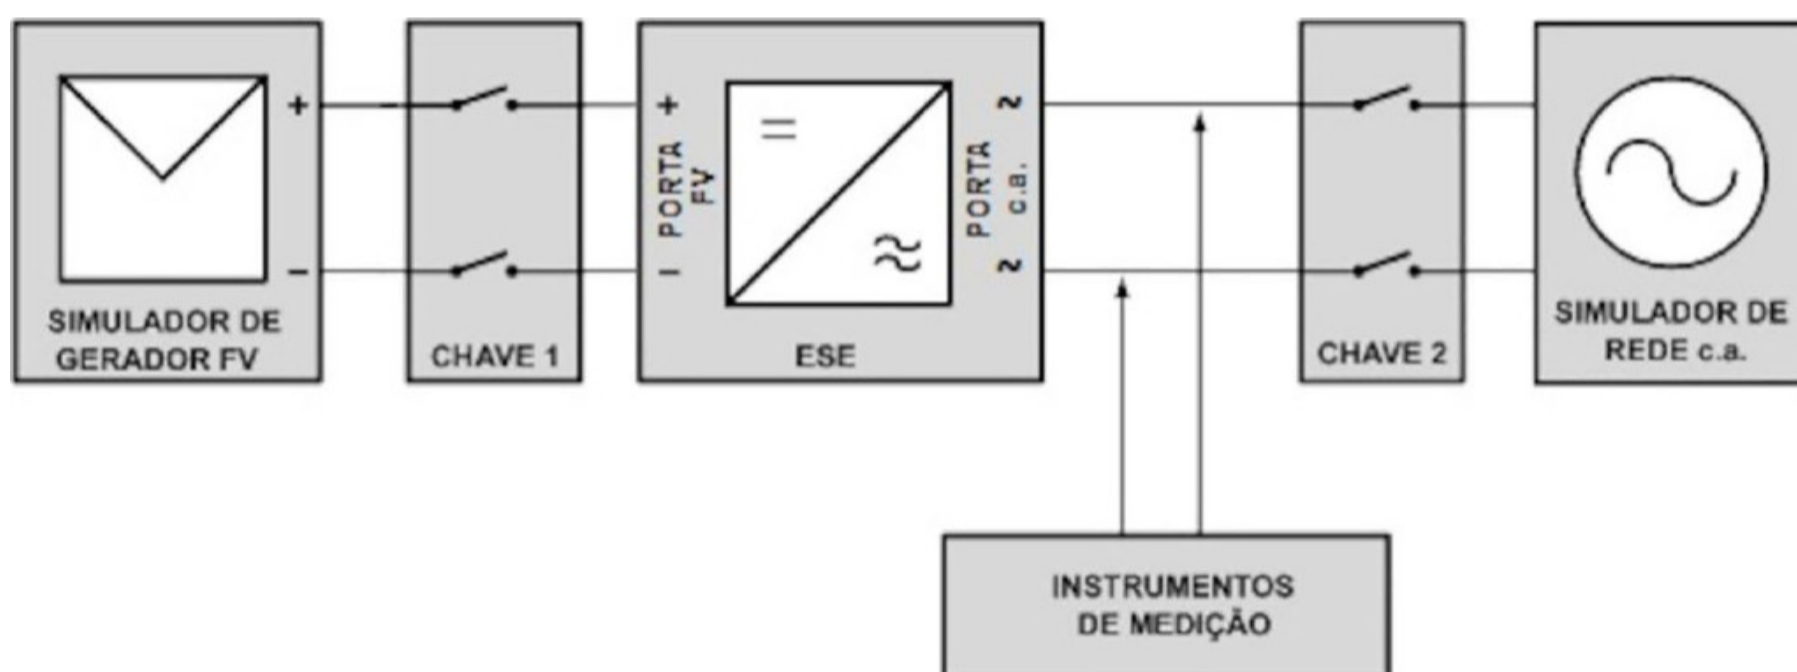 +
−
SIMULADOR DE
GERADOR FV
CHAVE 1
+
−
PORTA
FV
=
≈
PORTA
c.a.
~
~
ESE
CHAVE 2
SIMULADOR DE
REDE c.a.
INSTRUMENTOS
DE MEDIÇÃO